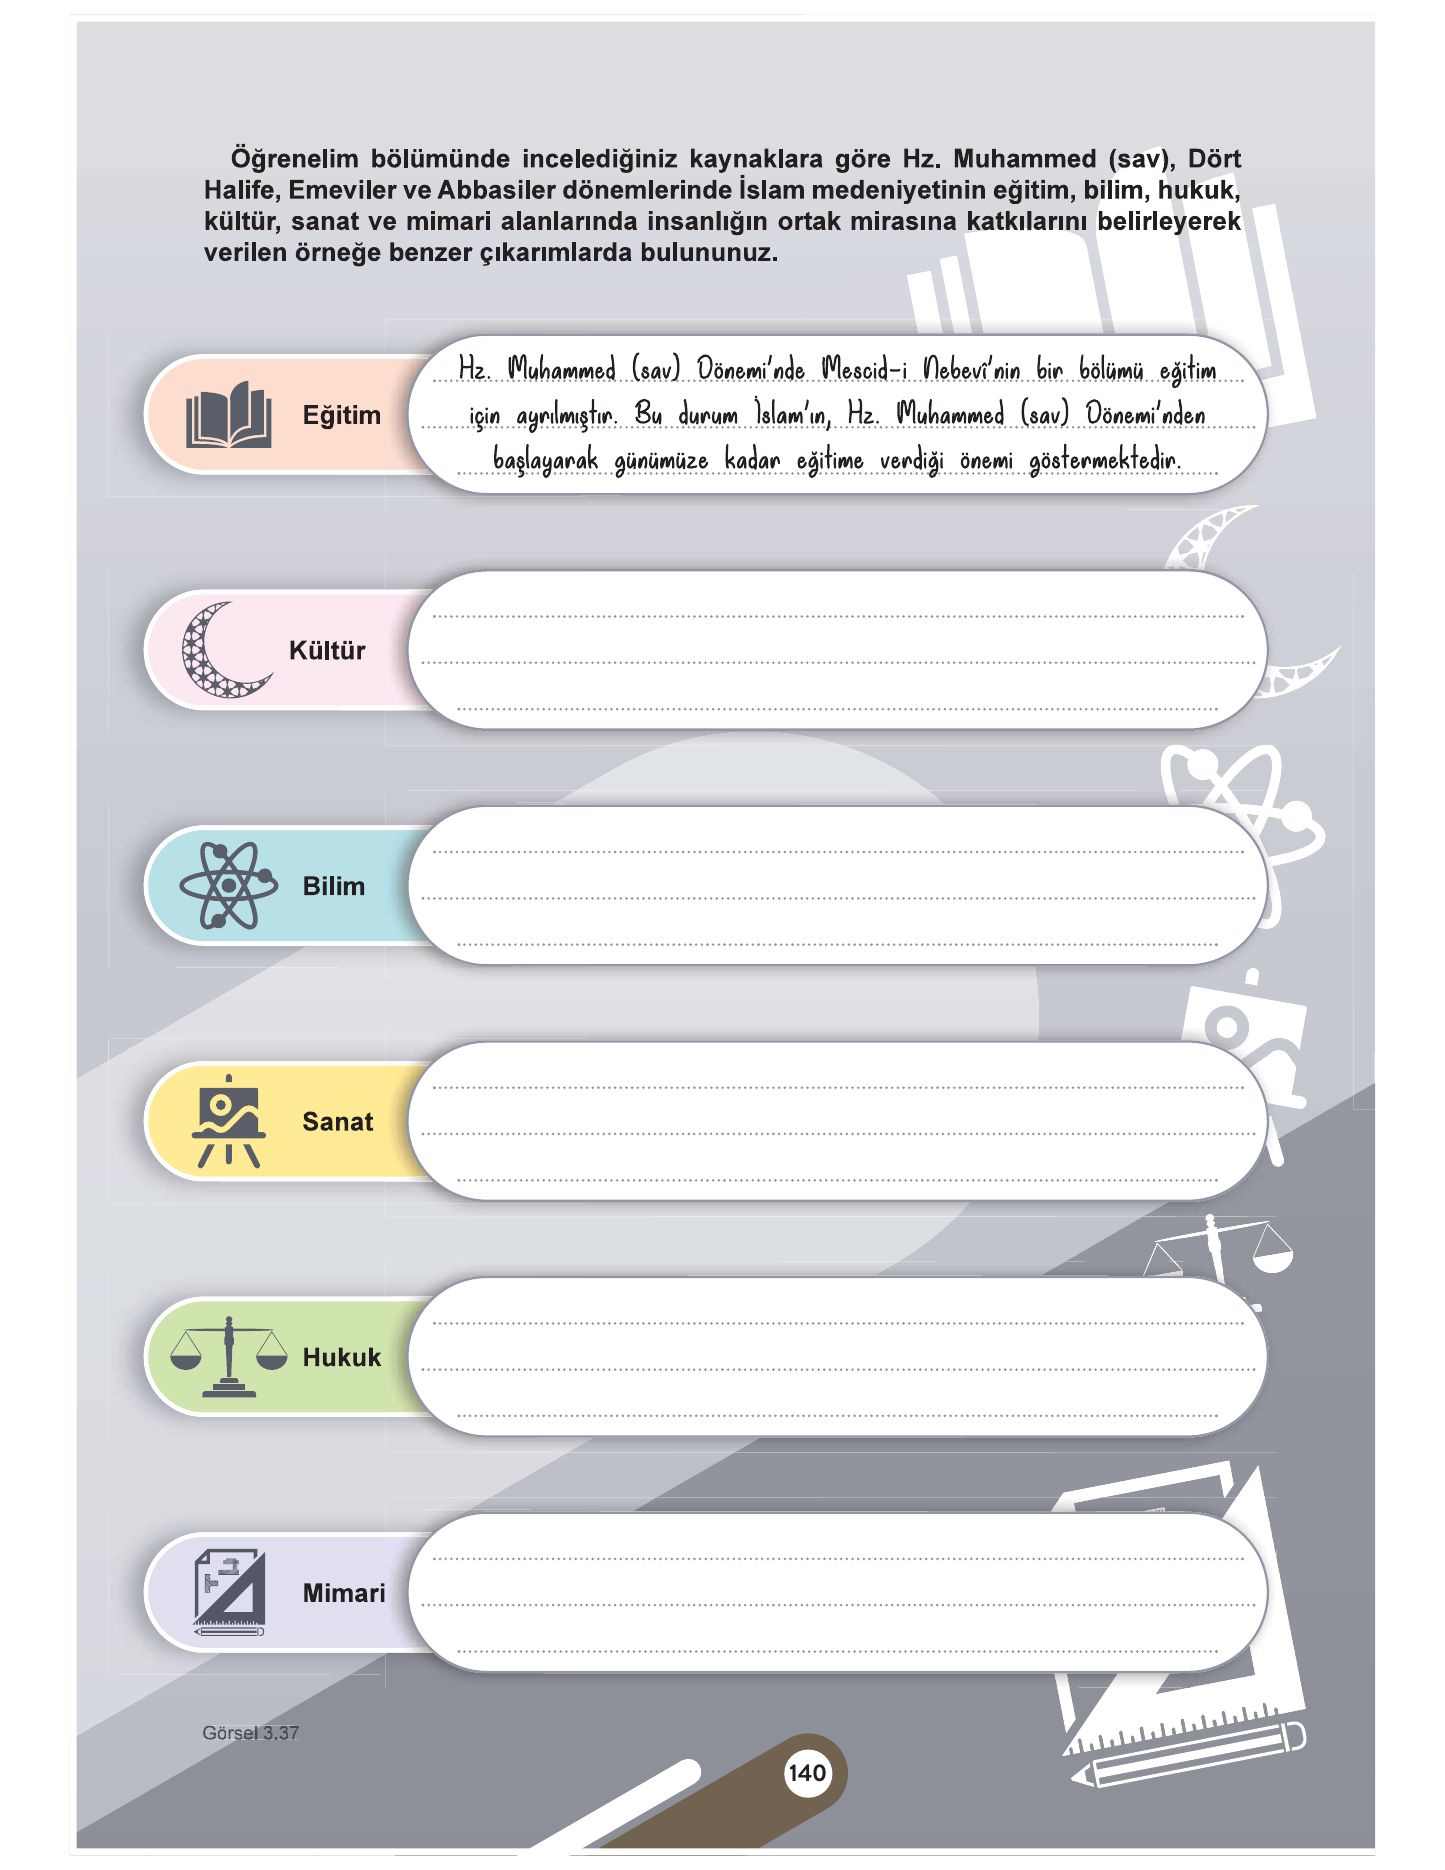 Öğrenelim bölümünde incelediğiniz kaynaklara göre Hz. Muhammed (sav), Dört
Halife, Emeviler ve Abbasiler dönemlerinde İslam medeniyetinin eğitim, bilim, hukuk,
kültür, sanat ve mimari alanlarında insanlığın ortak mirasına katkılarını belirleyerek
verilen örneğe benzer çıkarımlarda bulununuz.
Eğitim
Hz. Muhammed (sav) Dönemi'nde Mescid-i Nebevî'nin bir bölümü eğitim
için ayrılmıştır. Bu durum İslam'ın, Hz. Muhammed (sav) Dönemi'nden
başlayarak günümüze kadar eğitime verdiği önemi göstermektedir.
Kültür
Bilim
Sanat
Hukuk
Mimari
Görsel 3.37
140